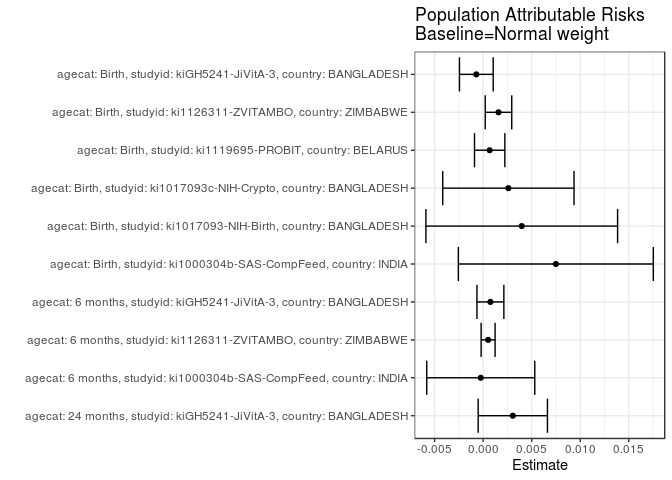 Population Attributable Risks
Baseline=Normal weight
agecat: Birth, studyid: kiGH5241-JiVitA-3, country: BANGLADESH
agecat: Birth, studyid: ki1126311-ZVITAMBO, country: ZIMBABWE
agecat: Birth, studyid: ki1119695-PROBIT, country: BELARUS
agecat: Birth, studyid: ki1017093c-NIH-Crypto, country: BANGLADESH
agecat: Birth, studyid: ki1017093-NIH-Birth, country: BANGLADESH
agecat: Birth, studyid: ki1000304b-SAS-CompFeed, country: INDIA
agecat: 6 months, studyid: kiGH5241-JiVitA-3, country: BANGLADESH
agecat: 6 months, studyid: ki1126311-ZVITAMBO, country: ZIMBABWE
agecat: 6 months, studyid: ki1000304b-SAS-CompFeed, country: INDIA
agecat: 24 months, studyid: kiGH5241-JiVitA-3, country: BANGLADESH
-0.005 0.000 0.005 0.010 0.015
Estimate